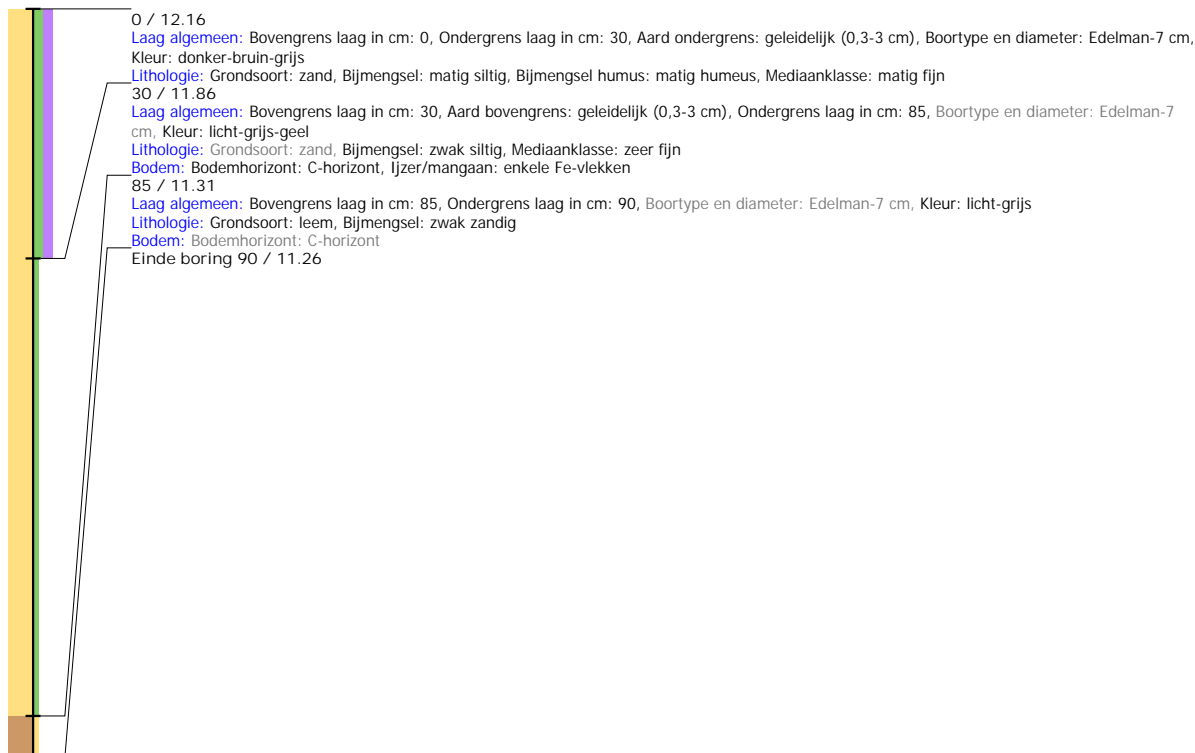 0 / 12.16
Laag algemeen: Bovengrens laag in cm: 0, Ondergrens laag in cm: 30, Aard ondergrens: geleidelijk (0,3-3 cm), Boortype en diameter: Edelman-7 cm,
Kleur: donker-bruin-grijs
Lithologie: Grondsoort: zand, Bijmengsel: matig siltig, Bijmengsel humus: matig humeus, Mediaanklasse: matig fijn
30 / 11.86
Laag algemeen: Bovengrens laag in cm: 30, Aard bovengrens: geleidelijk (0,3-3 cm), Ondergrens laag in cm: 85, Boortype en diameter: Edelman-7
cm, Kleur: licht-grijs-geel
Lithologie: Grondsoort: zand, Bijmengsel: zwak siltig, Mediaanklasse: zeer fijn
Bodem: Bodemhorizont: C-horizont, Ijzer/mangaan: enkele Fe-vlekken
85 / 11.31
Laag algemeen: Bovengrens laag in cm: 85, Ondergrens laag in cm: 90, Boortype en diameter: Edelman-7 cm, Kleur: licht-grijs
Lithologie: Grondsoort: leem, Bijmengsel: zwak zandig
Bodem: Bodemhorizont: C-horizont
Einde boring 90 / 11.26